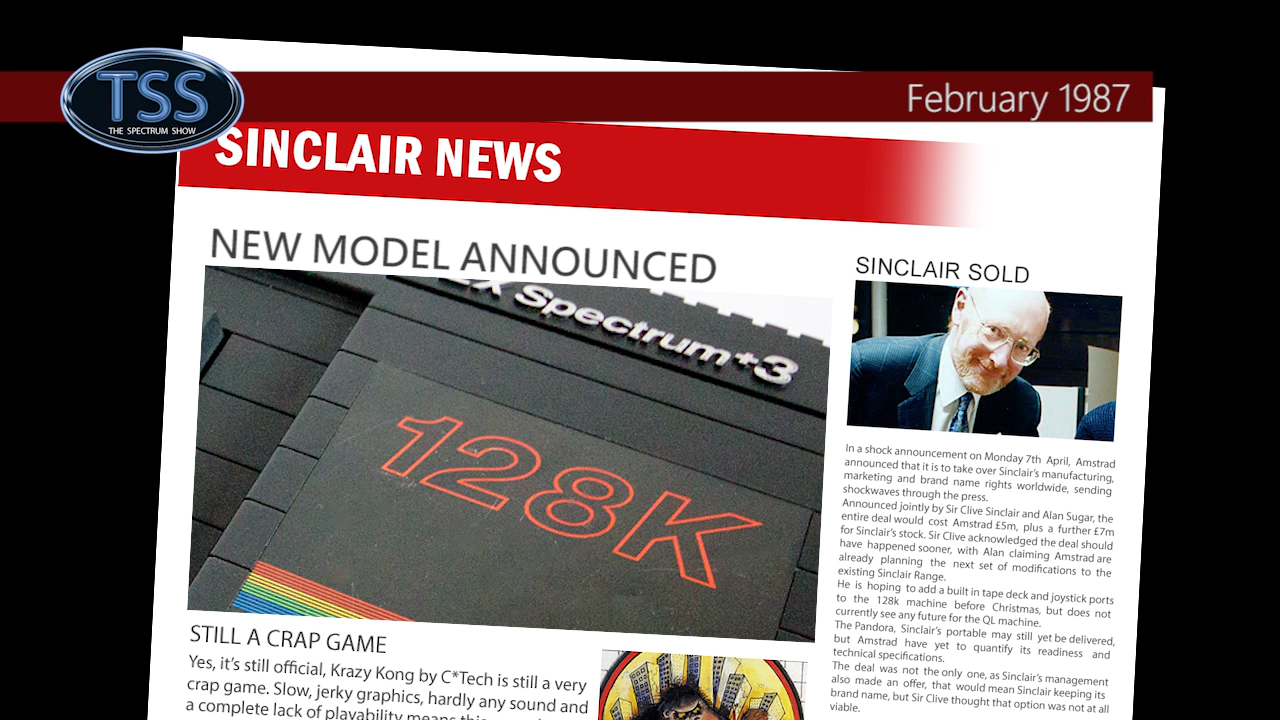 February 1987
TSS
THE SPECTRUM SHOW
SINCLAIR NEWS
NEW MODEL ANNOUNCED
Spectrum+3
128K
STILL A CRAP GAME
Yes, it's still official, Krazy Kong by C*Tech is still a very
crap game. Slow, jerky graphics, hardly any sound and
a complete lack of playability means
SINCLAIR SOLD
In a shock announcement on Monday 7th April, Amstrad
announced that it is to take over Sinclair's manufacturing,
marketing and brand name rights worldwide, sending
shockwaves through the press.
Announced jointly by Sir Clive Sinclair and Alan Sugar, the
entire deal would cost Amstrad £5m, plus a further £7m
for Sinclair's stock. Sir Clive acknowledged the deal should
have happened sooner, with Alan claiming Amstrad are
already planning the next set of modifications to the
existing Sinclair Range.
He is hoping to add a built in tape deck and joystick ports
to the 128k machine before Christmas, but does not
currently see any future for the QL machine.
The Pandora, Sinclair's portable may still yet be delivered,
but Amstrad have yet to quantify its readiness and
technical specifications.
The deal was not the only one, as Sinclair's management
also made an offer, that would mean Sinclair keeping its
brand name, but Sir Clive thought that option was not at all
viable.